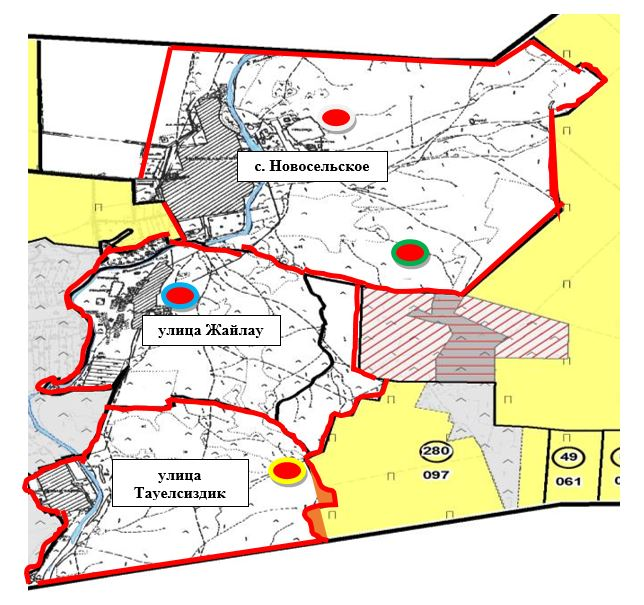 с. Новосельское
улица Жайлау
улица
Тауелсиздик
280
097
49
061